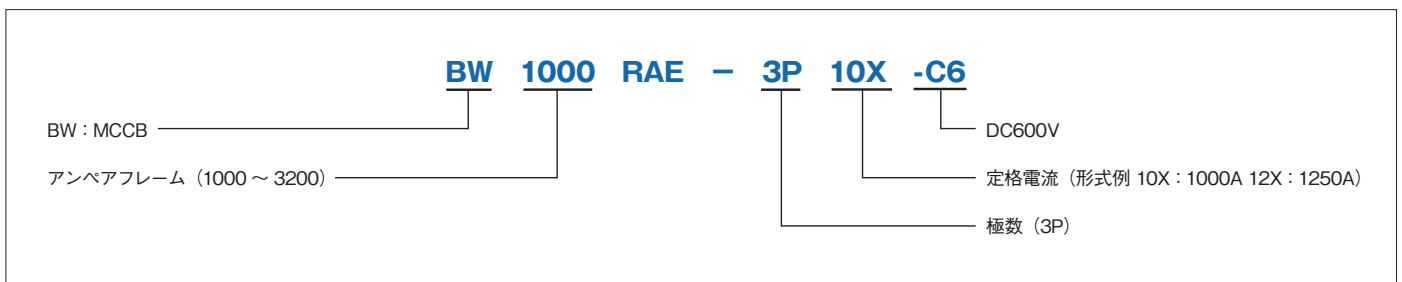 BW 1000 RAE − 3P 10X -C6
BW：MCCB
DC600V
アンペアフレーム（1000 ～ 3200）
定格電流（形式例 10X：1000A 12X：1250A）
極数（3P）